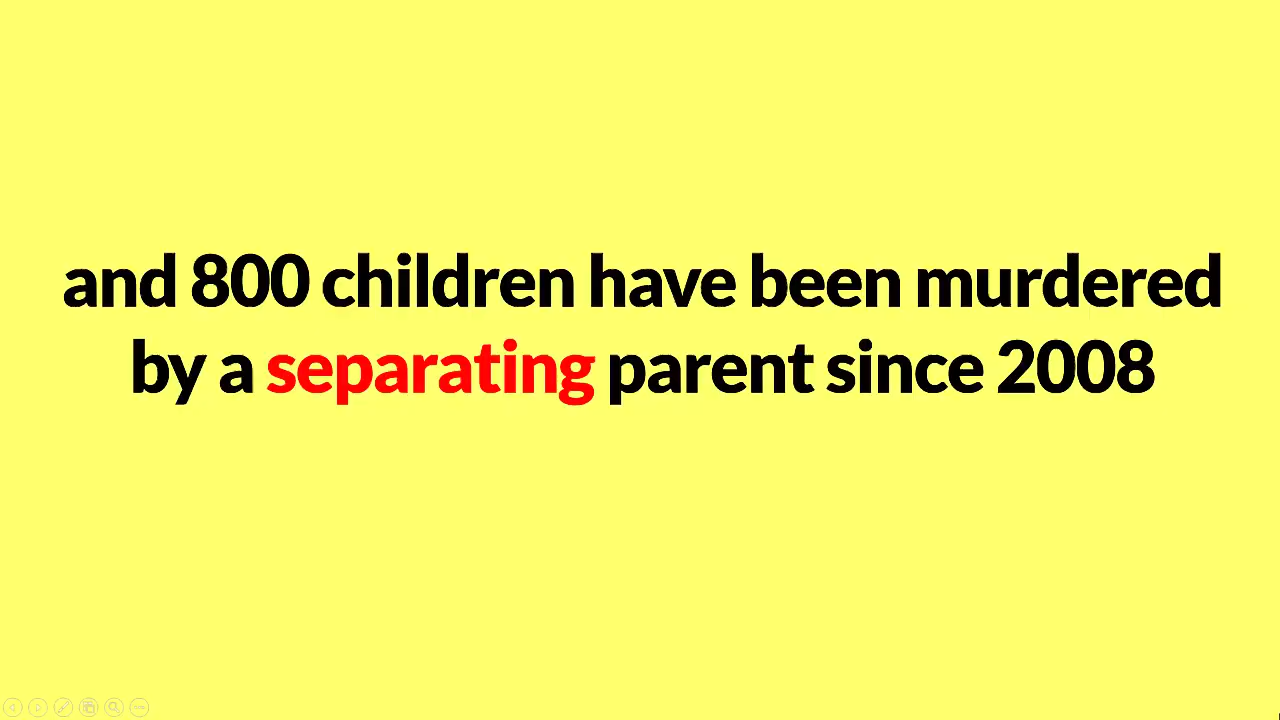 and 800 children have been murdered
by a separating parent since 2008